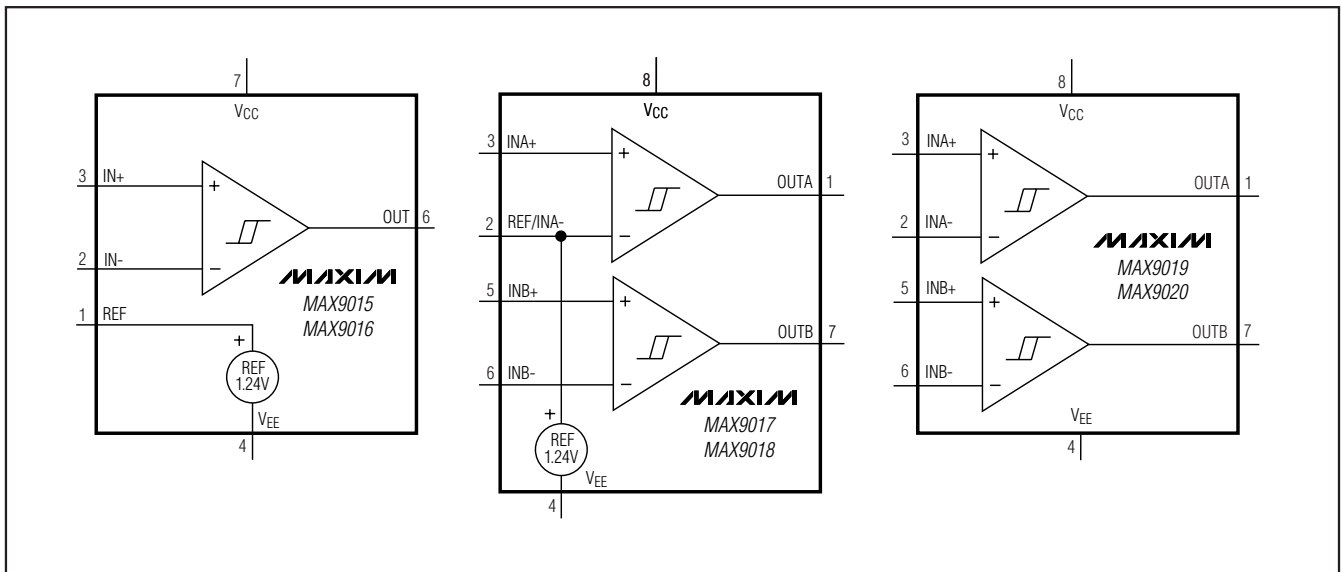 7
VCC
3 IN+
+
OUT 6
2 IN-
−
MAXIM
MAX9015
MAX9016
1 REF
+
REF
1.24V
VEE
4
8
VCC
3 INA+
+
OUTA 1
2 REF/INA-
−
5 INB+
+
OUTB 7
6 INB-
−
MAXIM
MAX9017
MAX9018
+
REF
1.24V
VEE
4
8
VCC
3 INA+
+
OUTA 1
2 INA-
−
MAXIM
MAX9019
MAX9020
5 INB+
+
OUTB 7
6 INB-
−
VEE
4